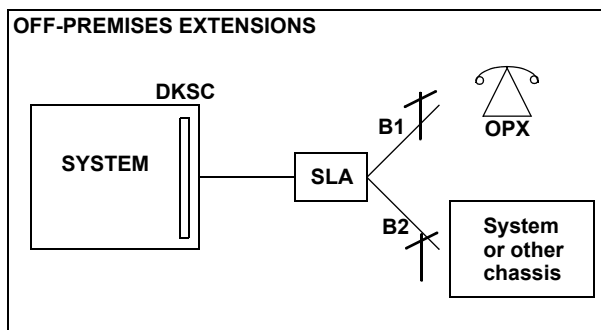 OFF-PREMISES EXTENSIONS
DKSC
SYSTEM
SLA
B1
OPX
B2
System
or other
chassis